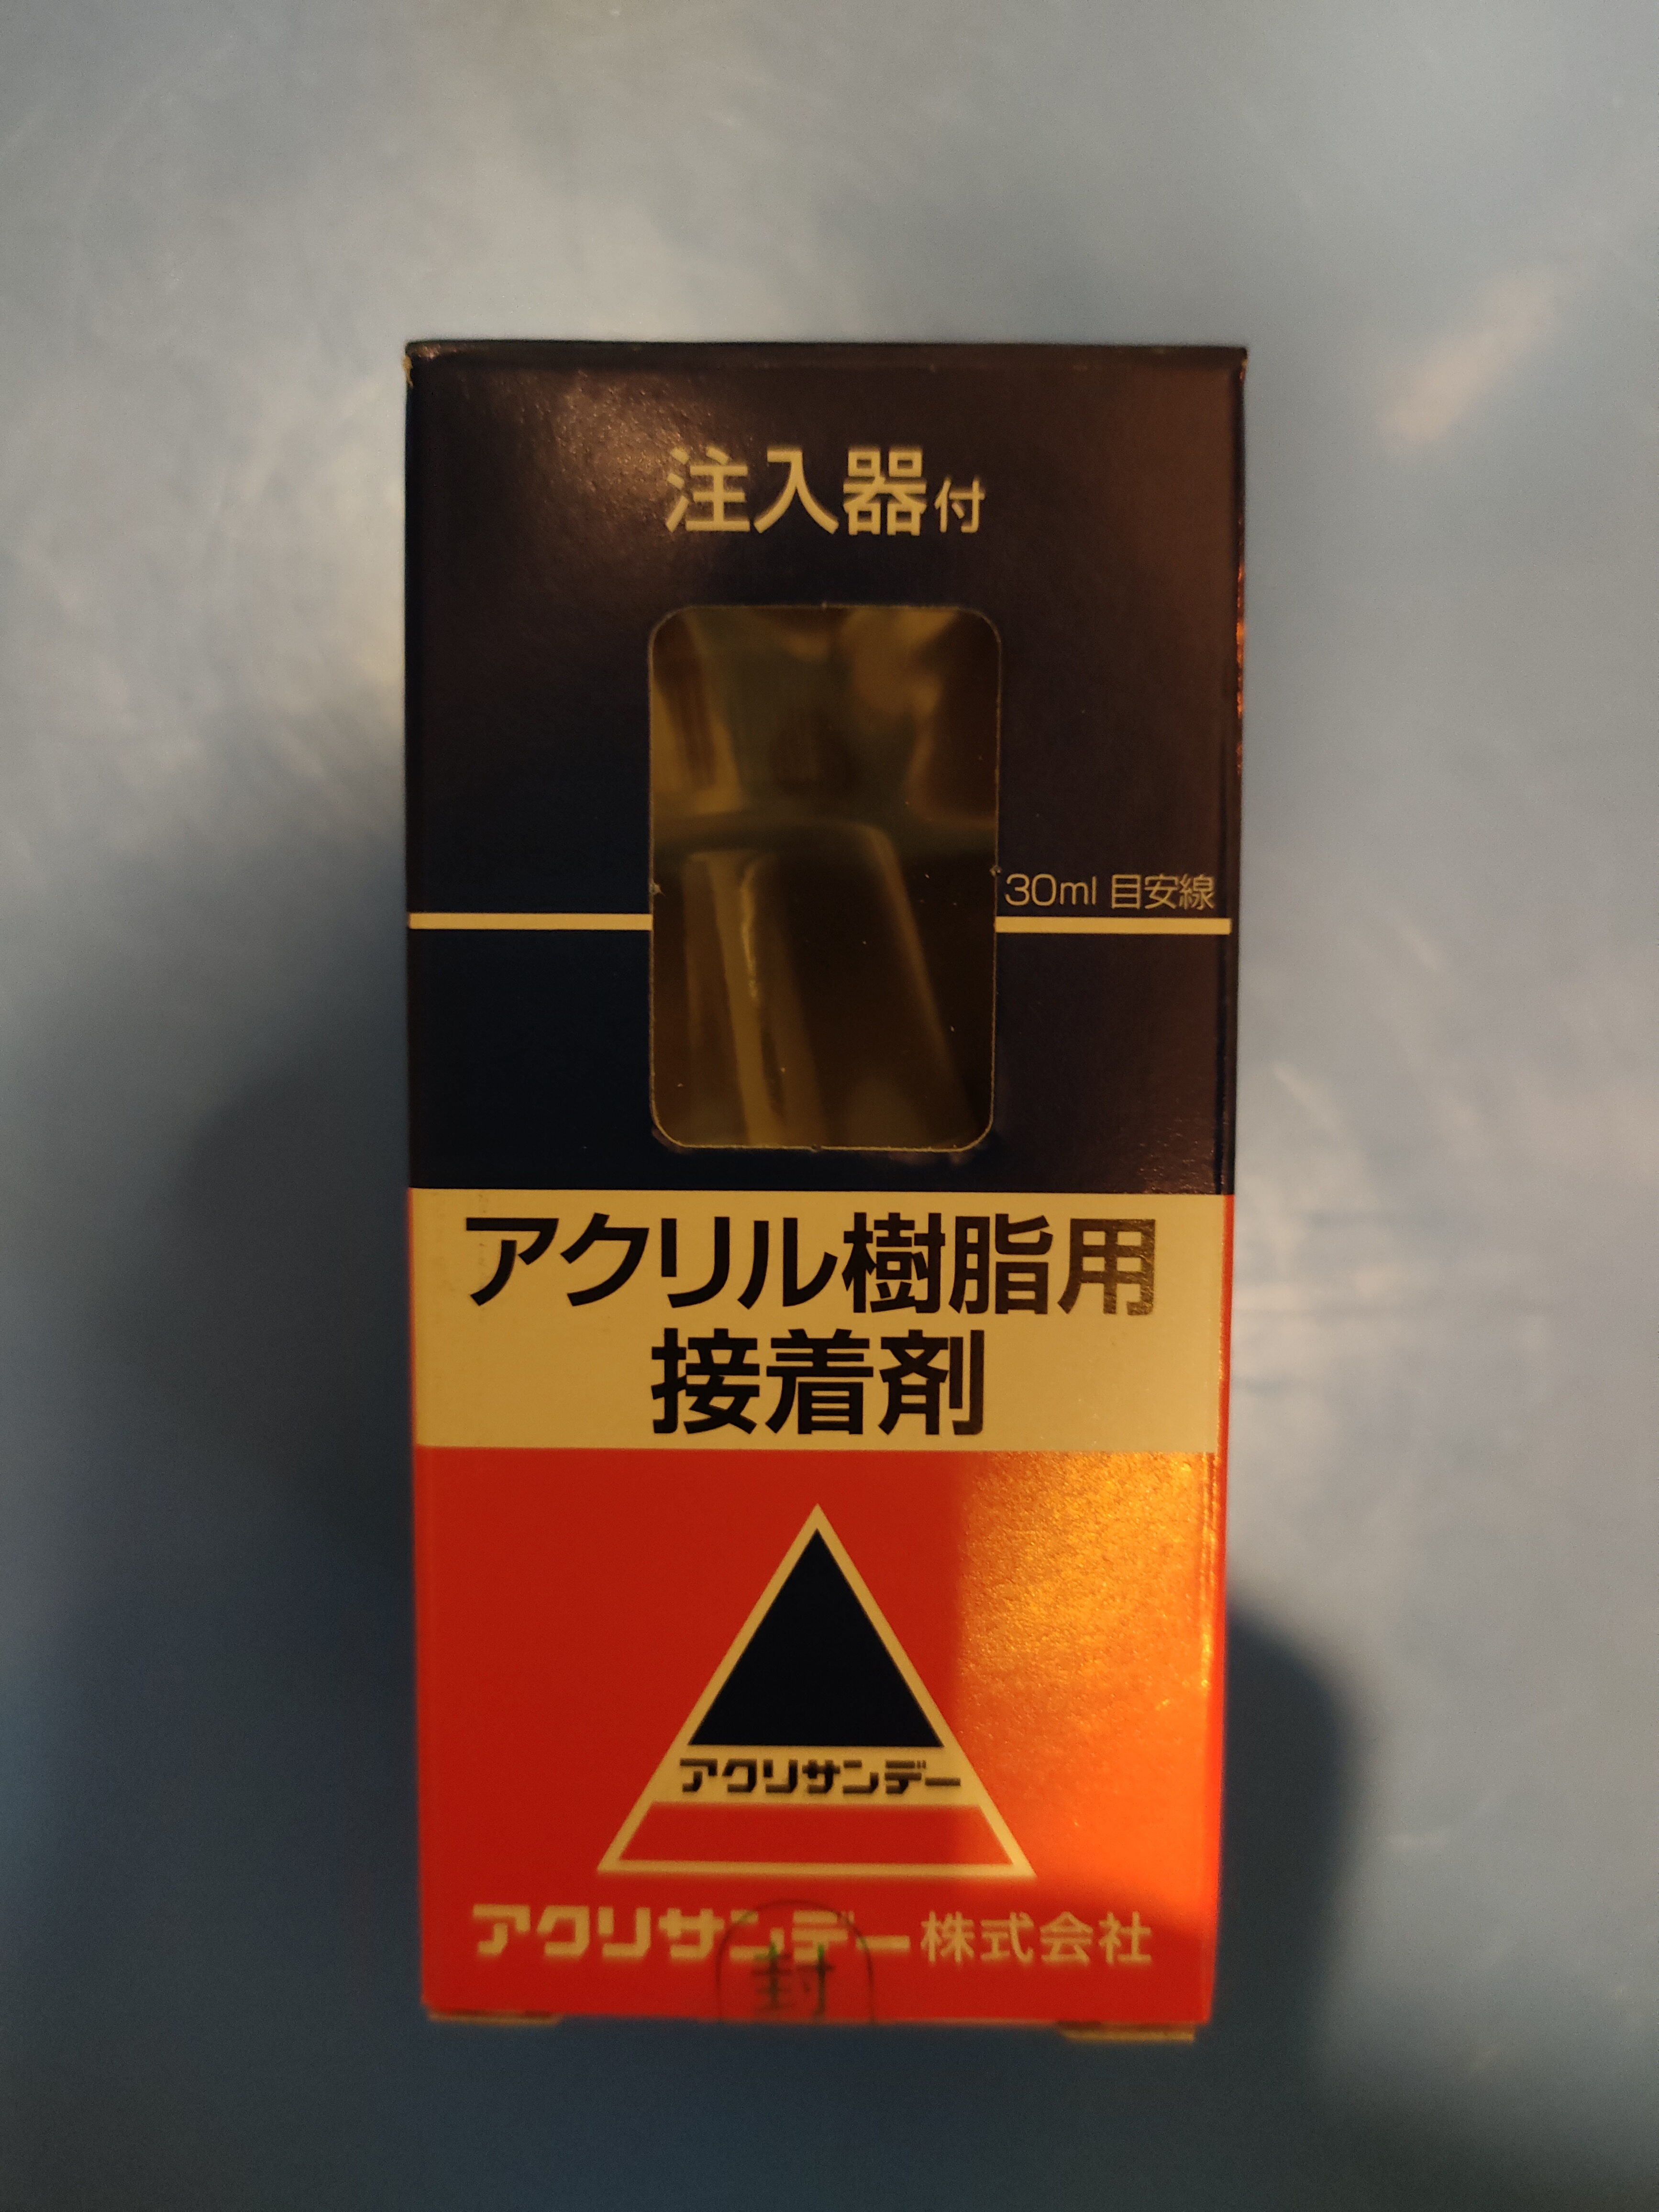 注入器付
30ml 目安線
アクリル樹脂用
接着剤
アクリサンデー
アクリサンデー株式会社
封